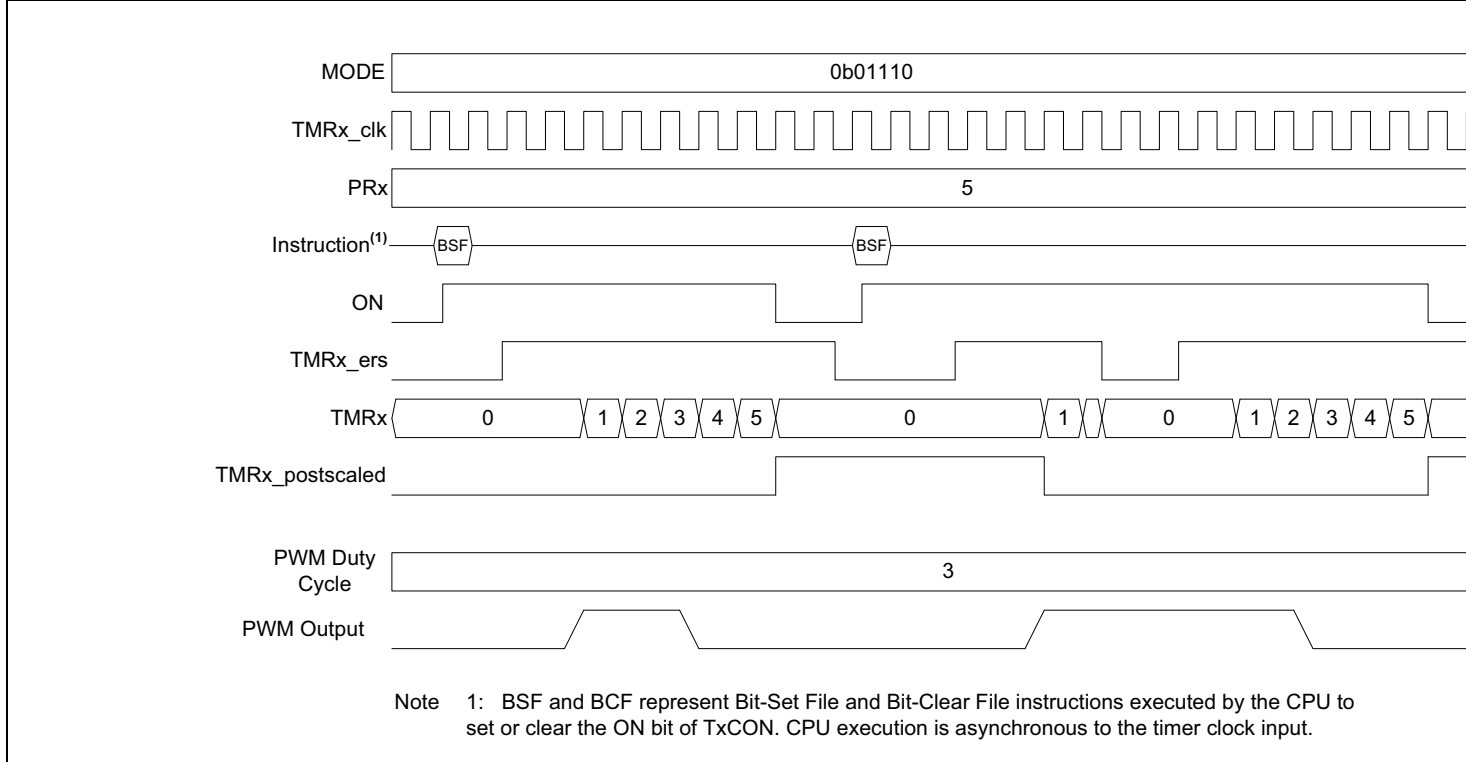 MODE 0b01110
TMRx_clk
PRx 5
Instruction(1) BSF BSF
ON
TMRx_ers
TMRx 0 1 2 3 4 5 0 1 0 1 2 3 4 5
TMRx_postscaled
PWM Duty
Cycle 3
PWM Output
Note 1: BSF and BCF represent Bit-Set File and Bit-Clear File instructions executed by the CPU to
set or clear the ON bit of TxCON. CPU execution is asynchronous to the timer clock input.